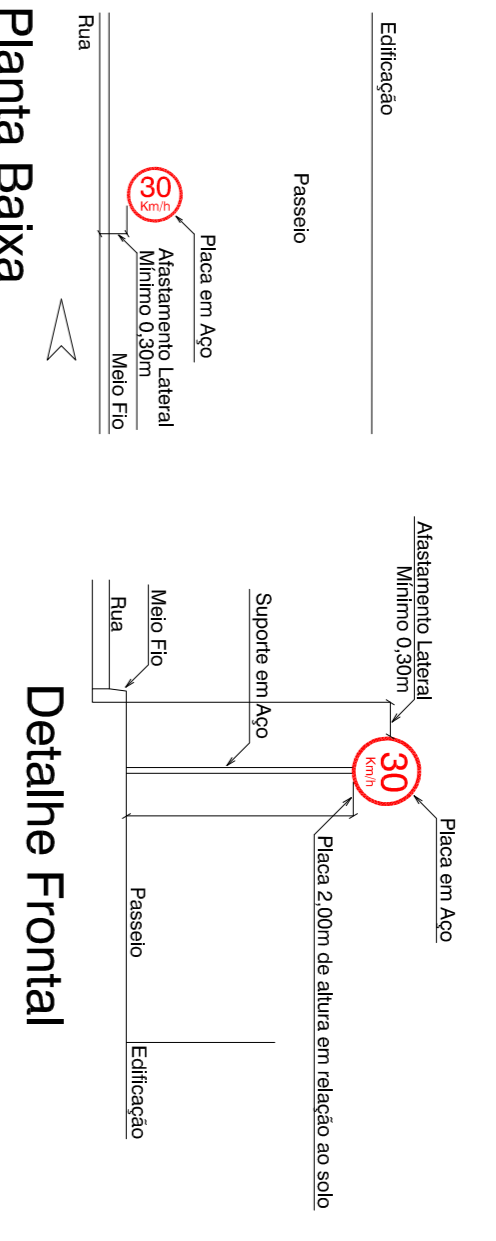 Edificação
Passeio
Placa em Aço
30
Km/h
Afastamento Lateral
Mínimo 0,30m
Meio Fio
Rua
Planta Baixa
Placa em Aço
Afastamento Lateral
Mínimo 0,30m
30
Km/h
Placa 2,00m de altura em relação ao solo
Suporte em Aço
Meio Fio
Rua
Passeio
Edificação
Detalhe Frontal